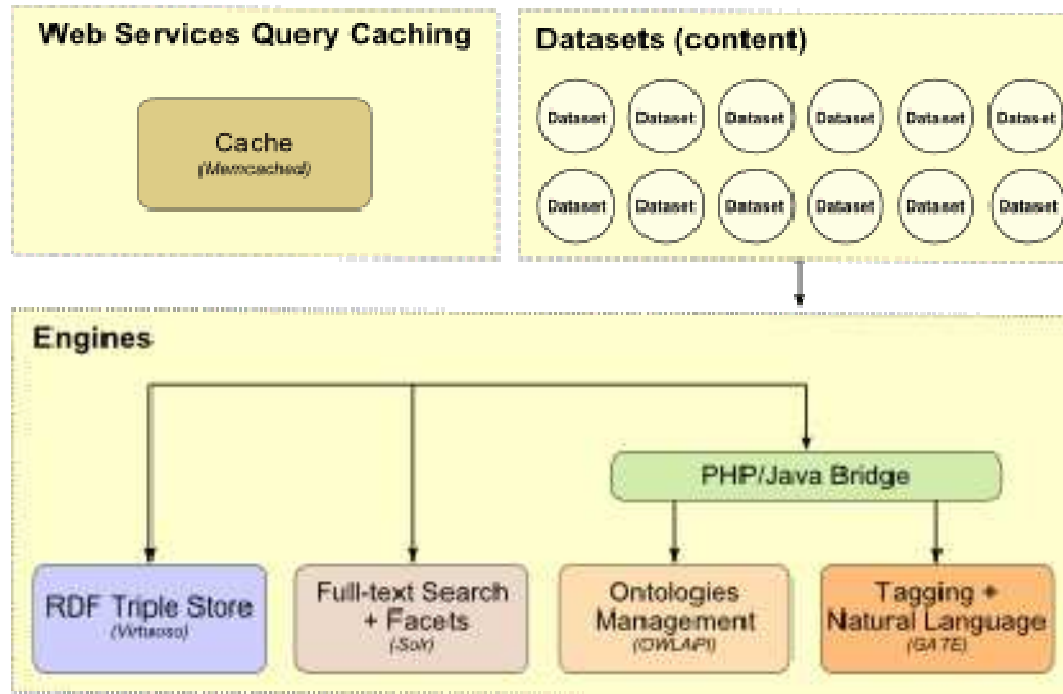 Web Services Query Caching
Cache
(Memcached)
Datasets (content)
Dataset Dataset Dataset Dataset Dataset Dataset
Dataset Dataset Dataset Dataset Dataset Dataset
Engines
PHP/Java Bridge
RDF Triple Store
(Virtuoso)
Full-text Search
+ Facets
(Solr)
Ontologies
Management
(OWLAPI)
Tagging +
Natural Language
(GATE)